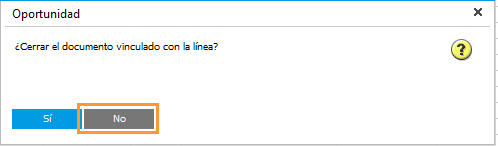 Oportunidad
¿Cerrar el documento vinculado con la línea?
Sí
No